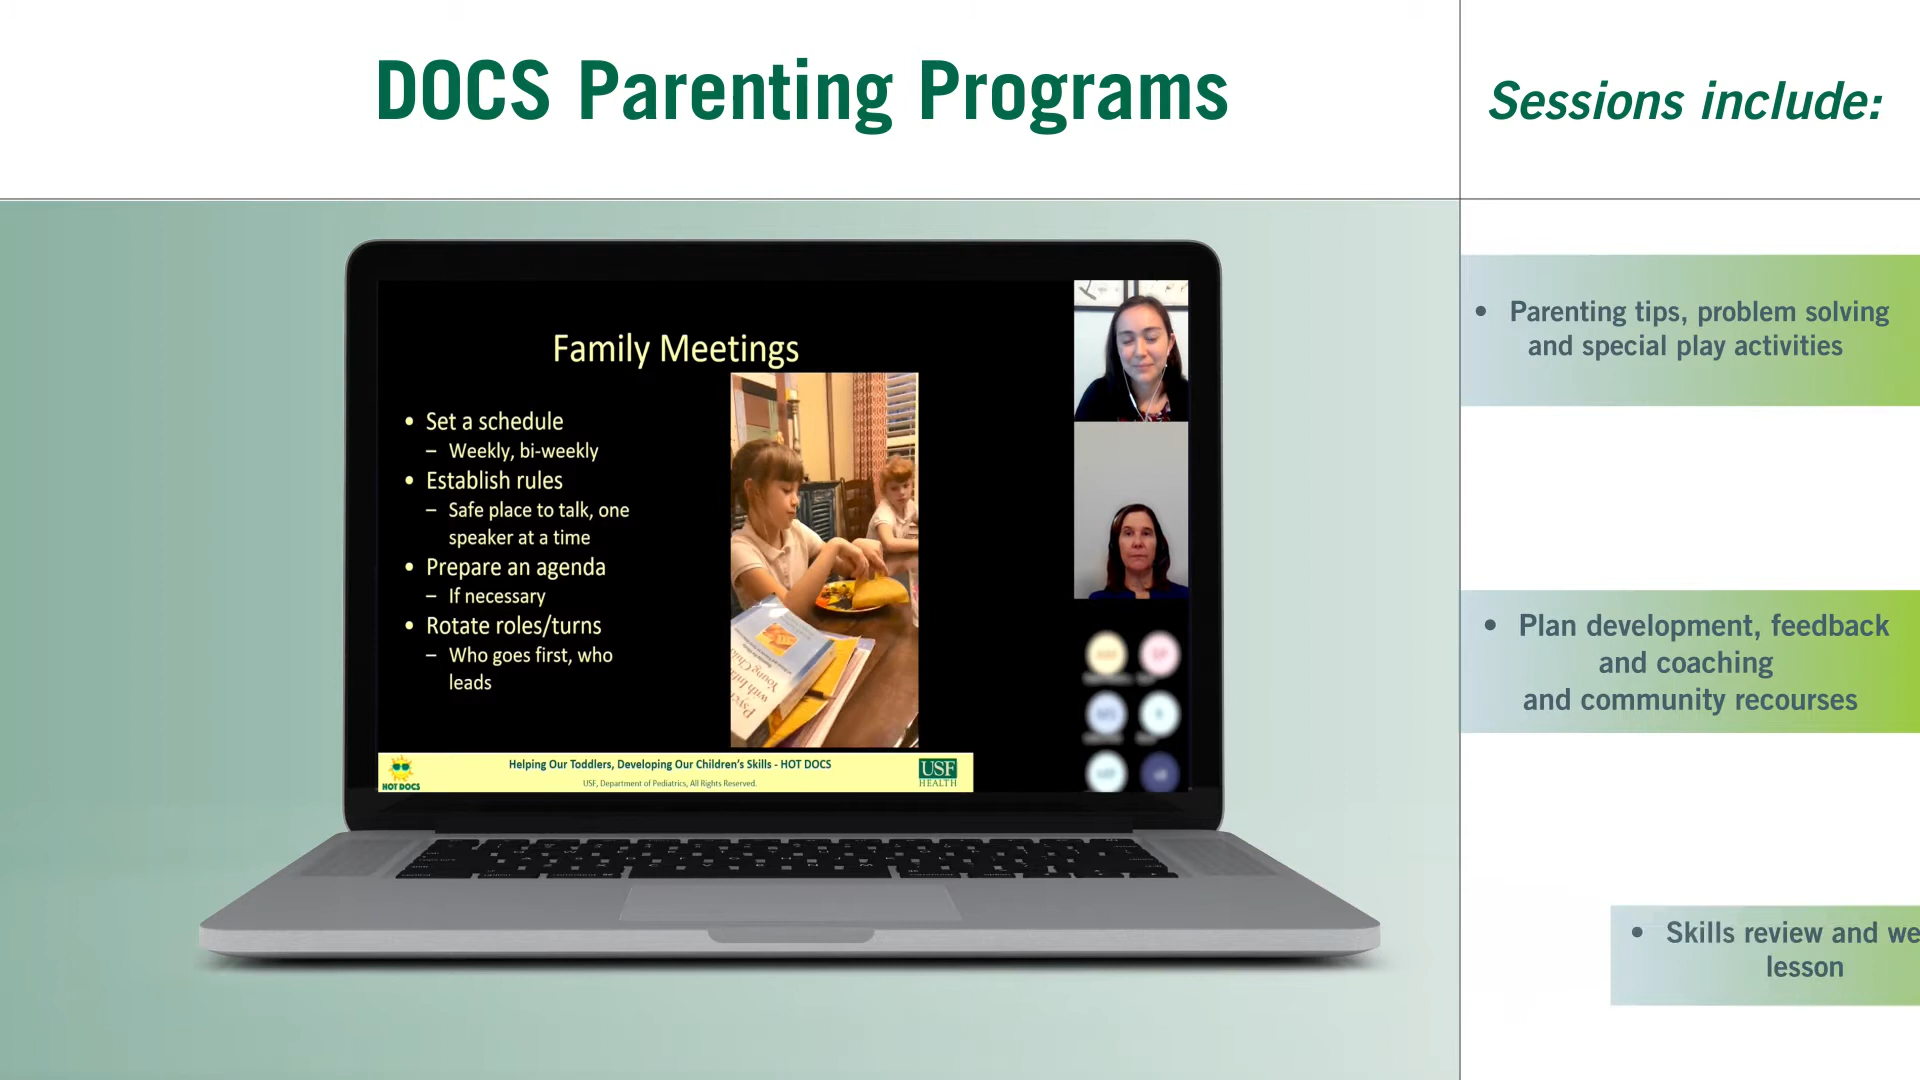 DOCS Parenting Programs
Sessions include:
• Parenting tips, problem solving
and special play activities
• Plan development, feedback
and coaching
and community recourses
• Skills review and we
lesson
Family Meetings
• Set a schedule
– Weekly, bi-weekly
• Establish rules
– Safe place to talk, one
speaker at a time
• Prepare an agenda
– If necessary
• Rotate roles/turns
– Who goes first, who
leads
HOT DOCS
Helping Our Toddlers, Developing Our Children's Skills - HOT DOCS
USF, Department of Pediatrics, All Rights Reserved.
USF
HEALTH